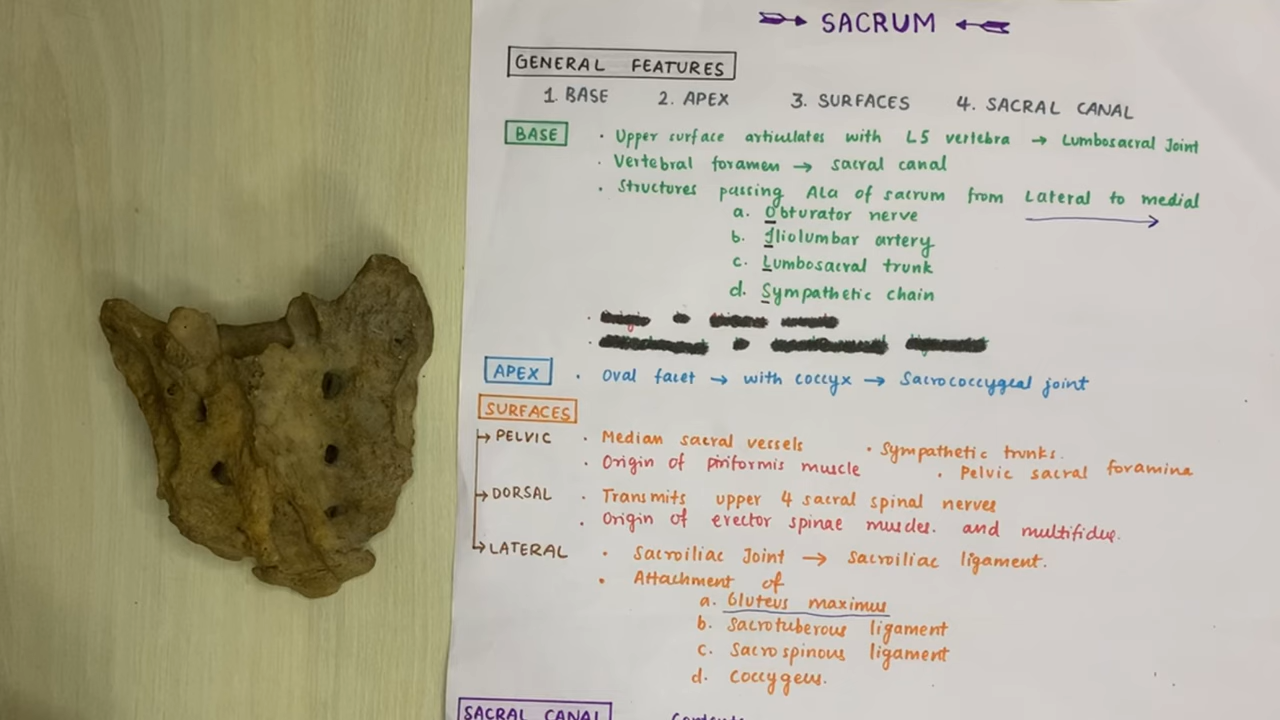 SACRUM
GENERAL FEATURES
1. BASE 2. APEX 3. SURFACES 4. SACRAL CANAL
BASE • Upper surface articulates with L5 vertebra → Lumbosacral Joint
• Vertebral foramen → sacral canal
• Structures passing Ala of sacrum from Lateral to medial
a. Obturator nerve
b. Iliolumbar artery
c. Lumbosacral trunk
d. Sympathetic chain
APEX • Oval facet → with coccyx → Sacrococcygeal joint
SURFACES
→ PELVIC • Median sacral vessels • Sympathetic trunks.
• Origin of piriformis muscle • Pelvic sacral foramina
→ DORSAL • Transmits upper 4 sacral spinal nerves
• Origin of erector spinae muscles. and multifidus.
→ LATERAL • Sacroiliac Joint → Sacroiliac ligament.
• Attachment of
a. Gluteus maximus
b. Sacrotuberous ligament
c. Sacrospinous ligament
d. Coccygeus.
SACRAL CANAL